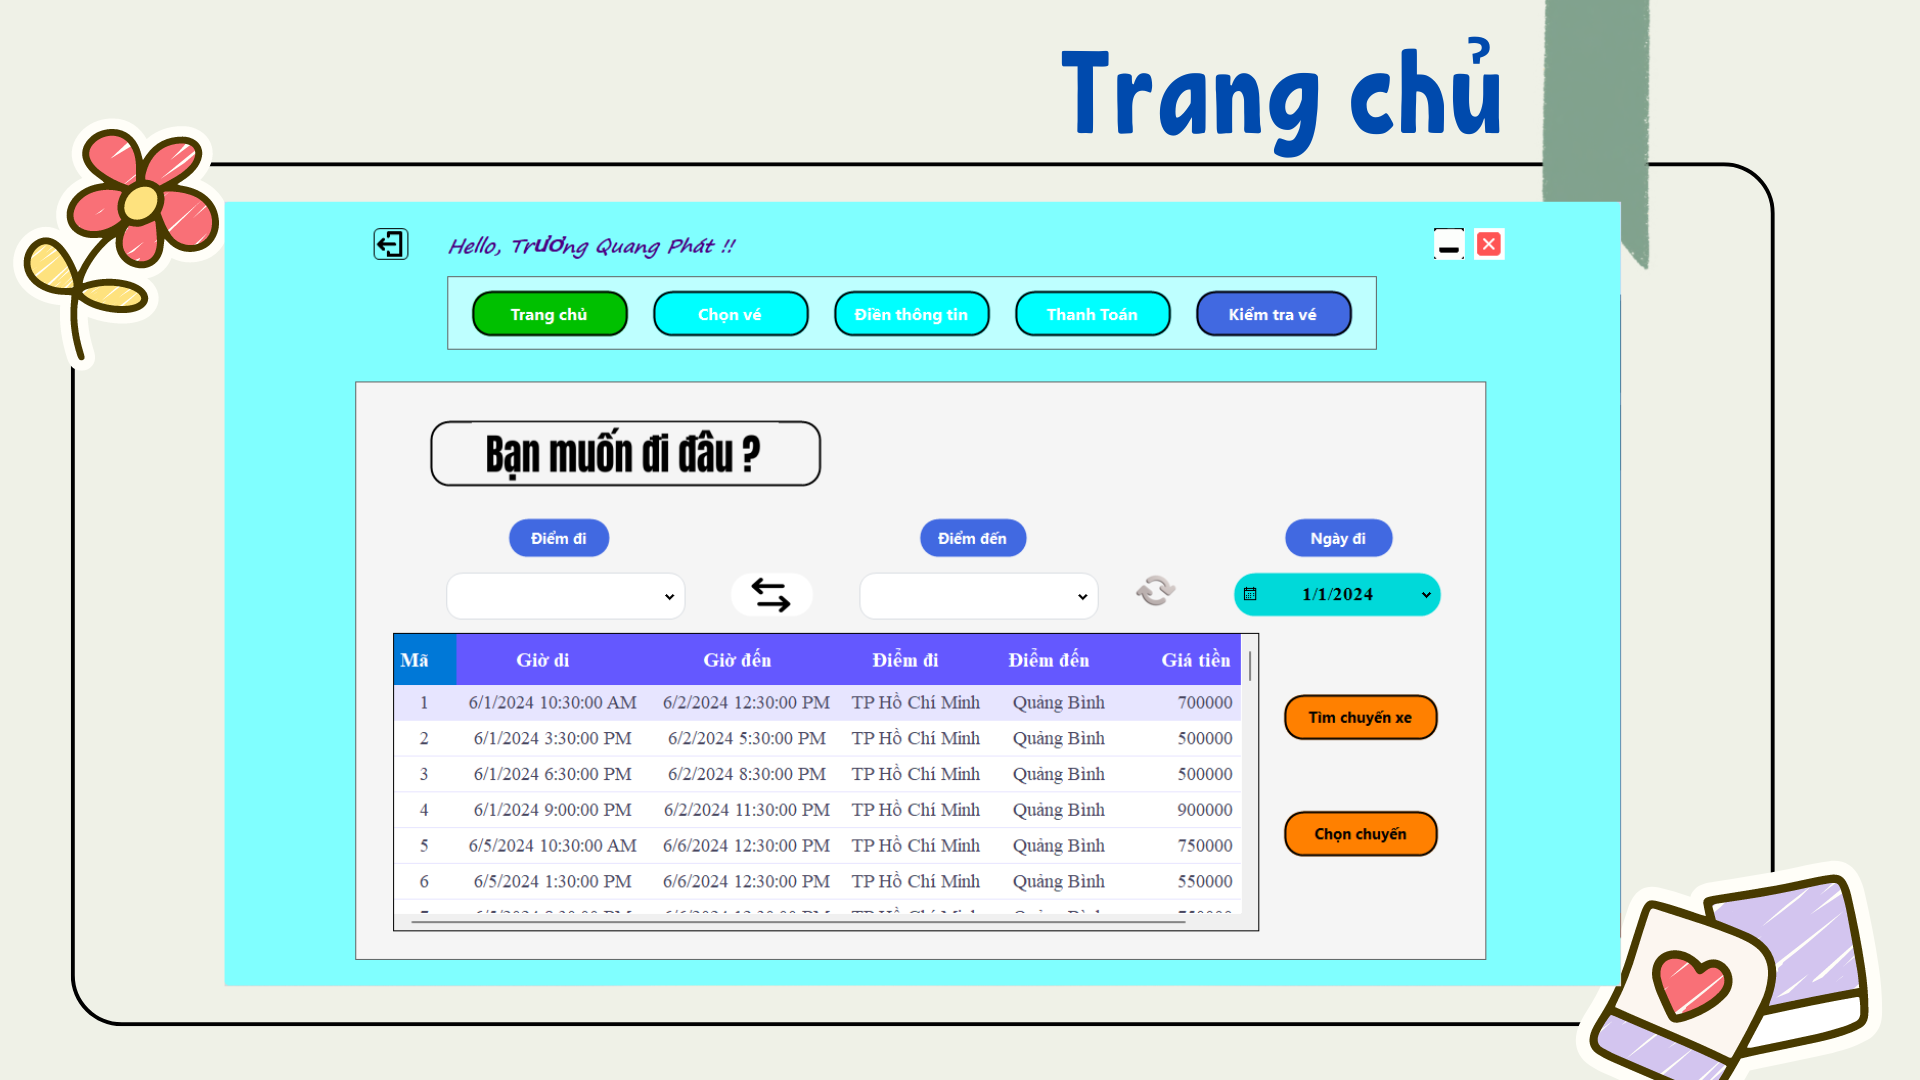 Trang chủ
Hello, Trương Quang Phát !!
Trang chủ Chọn vé Điền thông tin Thanh Toán Kiểm tra vé
Bạn muốn đi đâu ?
Điểm đi Điểm đến Ngày đi
1/1/2024
Mã Giờ di Giờ đến Điểm đi Điểm đến Giá tiền
1 6/1/2024 10:30:00 AM 6/2/2024 12:30:00 PM TP Hồ Chí Minh Quảng Bình 700000
2 6/1/2024 3:30:00 PM 6/2/2024 5:30:00 PM TP Hồ Chí Minh Quảng Bình 500000
3 6/1/2024 6:30:00 PM 6/2/2024 8:30:00 PM TP Hồ Chí Minh Quảng Bình 500000
4 6/1/2024 9:00:00 PM 6/2/2024 11:30:00 PM TP Hồ Chí Minh Quảng Bình 900000
5 6/5/2024 10:30:00 AM 6/6/2024 12:30:00 PM TP Hồ Chí Minh Quảng Bình 750000
6 6/5/2024 1:30:00 PM 6/6/2024 12:30:00 PM TP Hồ Chí Minh Quảng Bình 550000
Tìm chuyến xe
Chọn chuyến